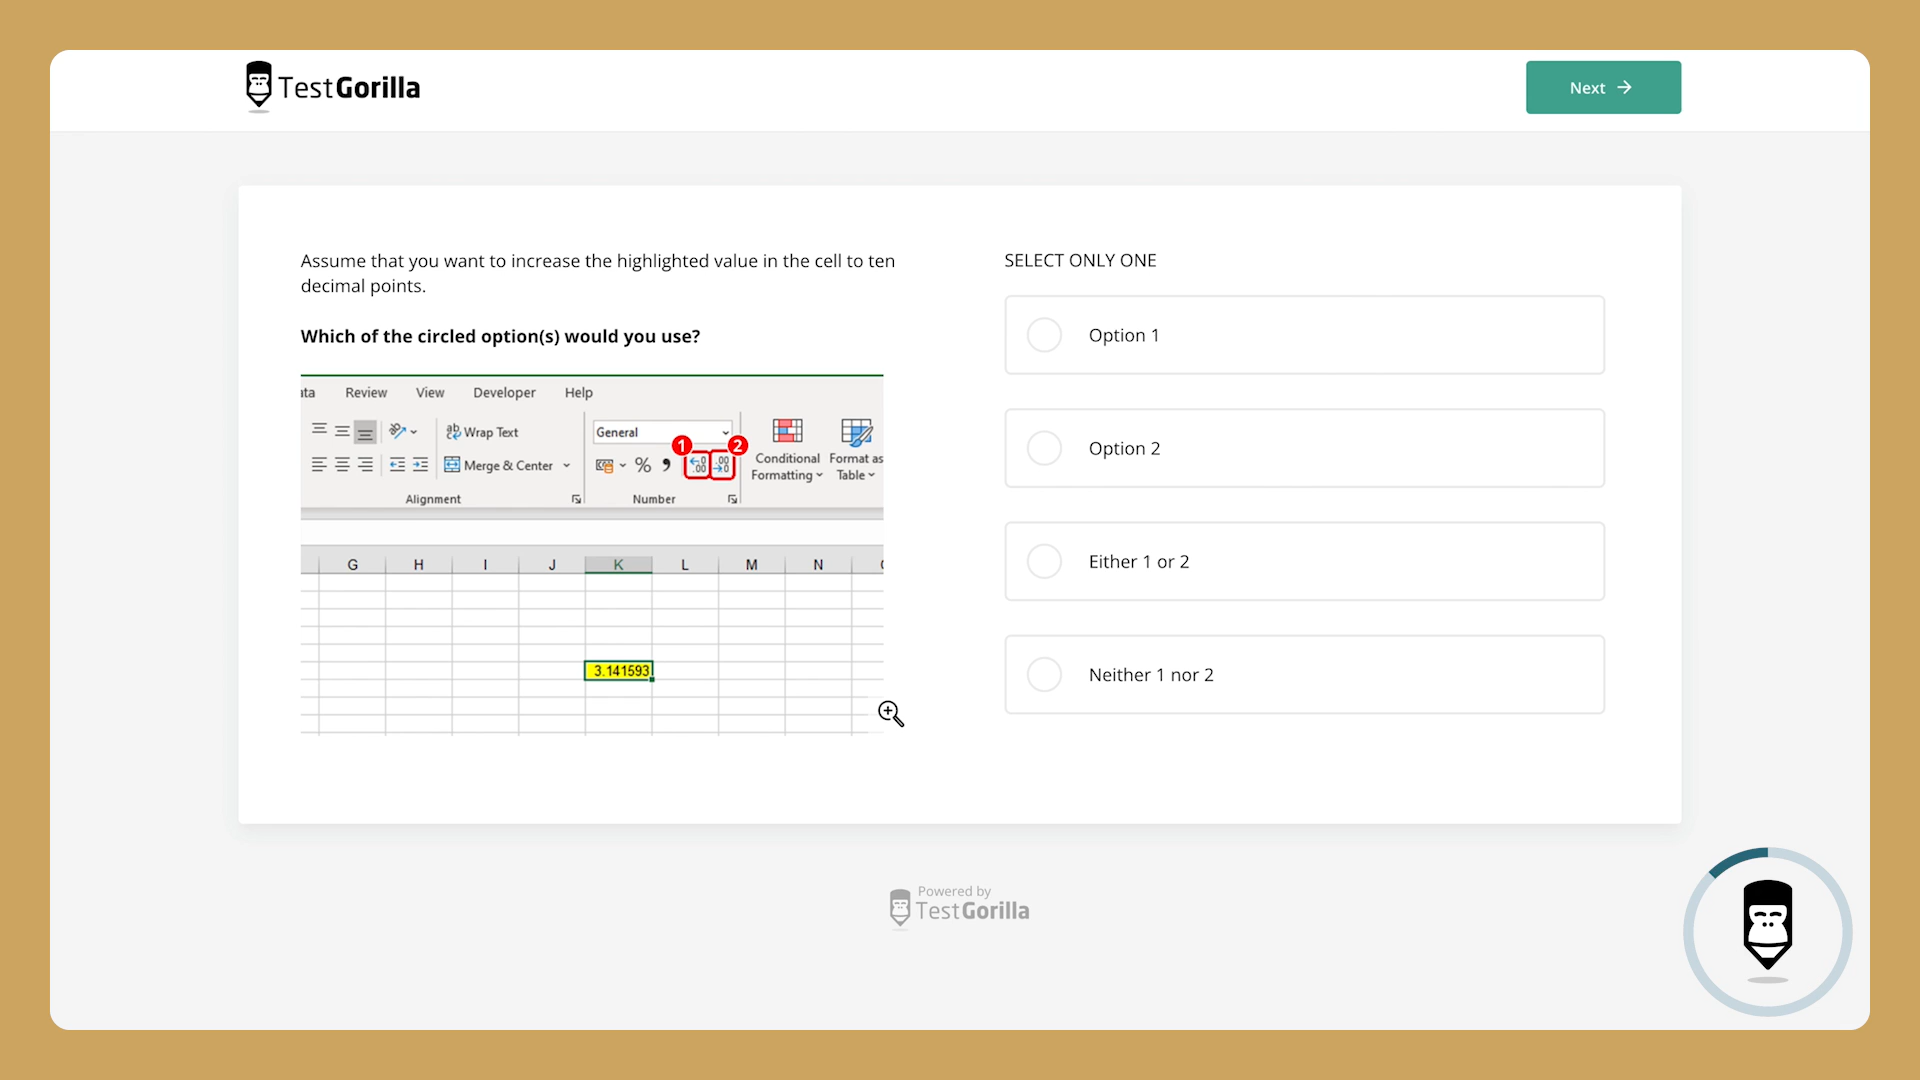 TestGorilla
Next
Assume that you want to increase the highlighted value in the cell to ten
decimal points.
Which of the circled option(s) would you use?
ata Review View Developer Help
Wrap Text
General
1 2
Merge & Center
Conditional
Formatting
Format as
Table
Alignment
Number
G H I J K L M N
3.141593
SELECT ONLY ONE
Option 1
Option 2
Either 1 or 2
Neither 1 nor 2
Powered by
TestGorilla